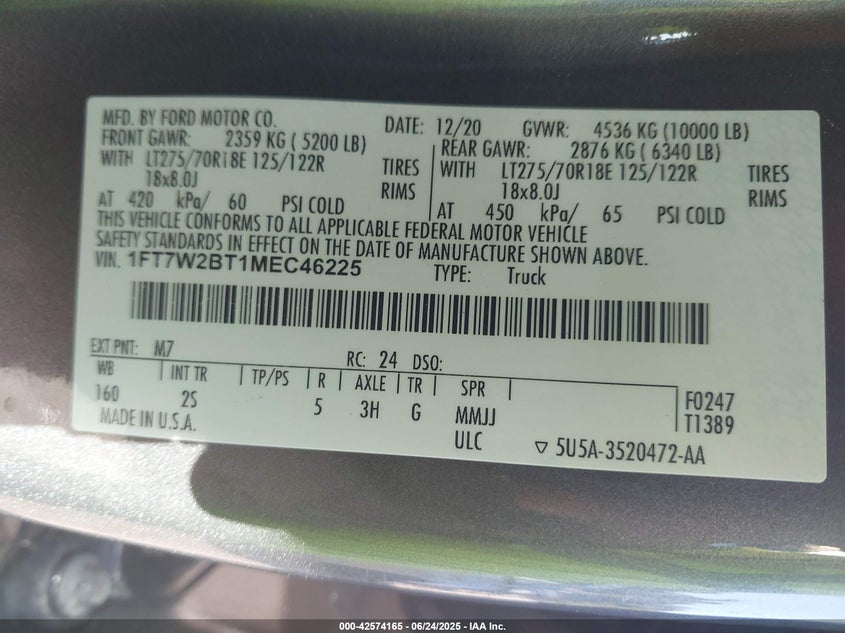 MFD. BY FORD MOTOR CO. DATE: 12/20 GVWR: 4536 KG (10000 LB)
FRONT GAWR: 2359 KG ( 5200 LB) REAR GAWR: 2876 KG ( 6340 LB)
WITH LT275/70R18E 125/122R TIRES WITH LT275/70R18E 125/122R TIRES
18x8.0J RIMS 18x8.0J RIMS
AT 420 kPa/ 60 PSI COLD AT 450 kPa/ 65 PSI COLD
THIS VEHICLE CONFORMS TO ALL APPLICABLE FEDERAL MOTOR VEHICLE
SAFETY STANDARDS IN EFFECT ON THE DATE OF MANUFACTURE SHOWN ABOVE.
VIN. 1FT7W2BT1MEC46225 TYPE: Truck
EXT PNT: M7 RC: 24 DSO:
WB INT TR TP/PS R AXLE TR SPR
160 2S 5 3H G MMJJ F0247
MADE IN U.S.A. ULC T1389
5U5A-3520472-AA
000-42574165 - 06/24/2025 - IAA Inc.